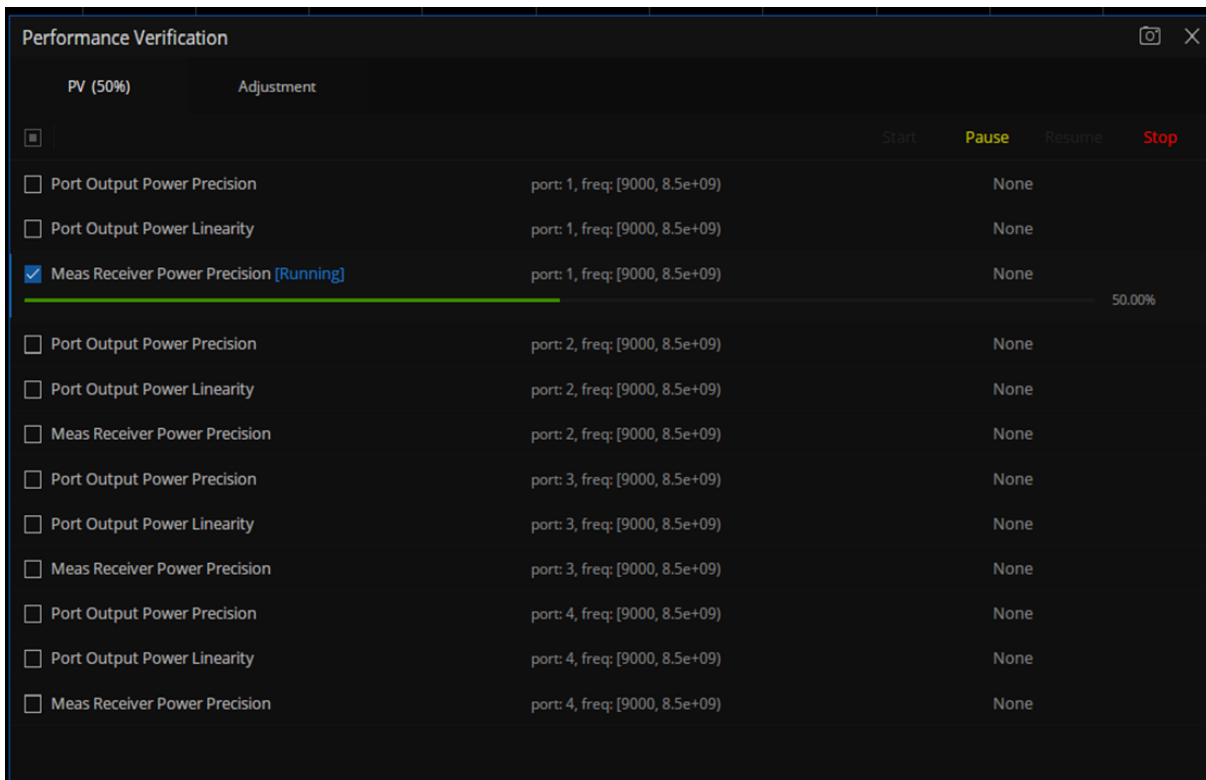 Performance Verification
PV (50%) Adjustment
Start Pause Resume Stop
Port Output Power Precision port: 1, freq: [9000, 8.5e+09) None
Port Output Power Linearity port: 1, freq: [9000, 8.5e+09) None
Meas Receiver Power Precision [Running] port: 1, freq: [9000, 8.5e+09) None
50.00%
Port Output Power Precision port: 2, freq: [9000, 8.5e+09) None
Port Output Power Linearity port: 2, freq: [9000, 8.5e+09) None
Meas Receiver Power Precision port: 2, freq: [9000, 8.5e+09) None
Port Output Power Precision port: 3, freq: [9000, 8.5e+09) None
Port Output Power Linearity port: 3, freq: [9000, 8.5e+09) None
Meas Receiver Power Precision port: 3, freq: [9000, 8.5e+09) None
Port Output Power Precision port: 4, freq: [9000, 8.5e+09) None
Port Output Power Linearity port: 4, freq: [9000, 8.5e+09) None
Meas Receiver Power Precision port: 4, freq: [9000, 8.5e+09) None